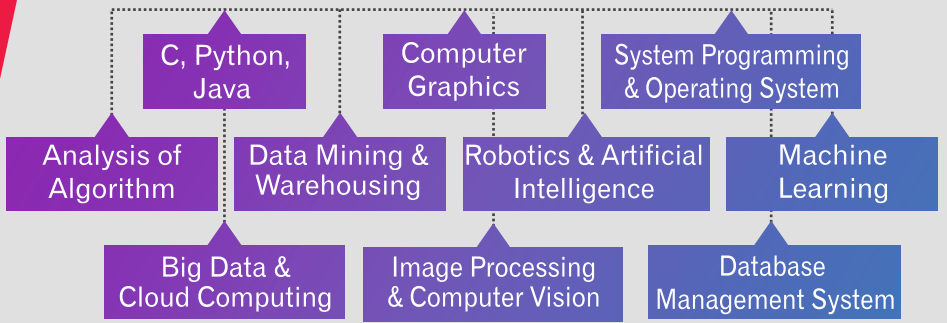 C, Python,
Java
Computer
Graphics
System Programming
& Operating System
Analysis of
Algorithm
Data Mining &
Warehousing
Robotics & Artificial
Intelligence
Machine
Learning
Big Data &
Cloud Computing
Image Processing
& Computer Vision
Database
Management System